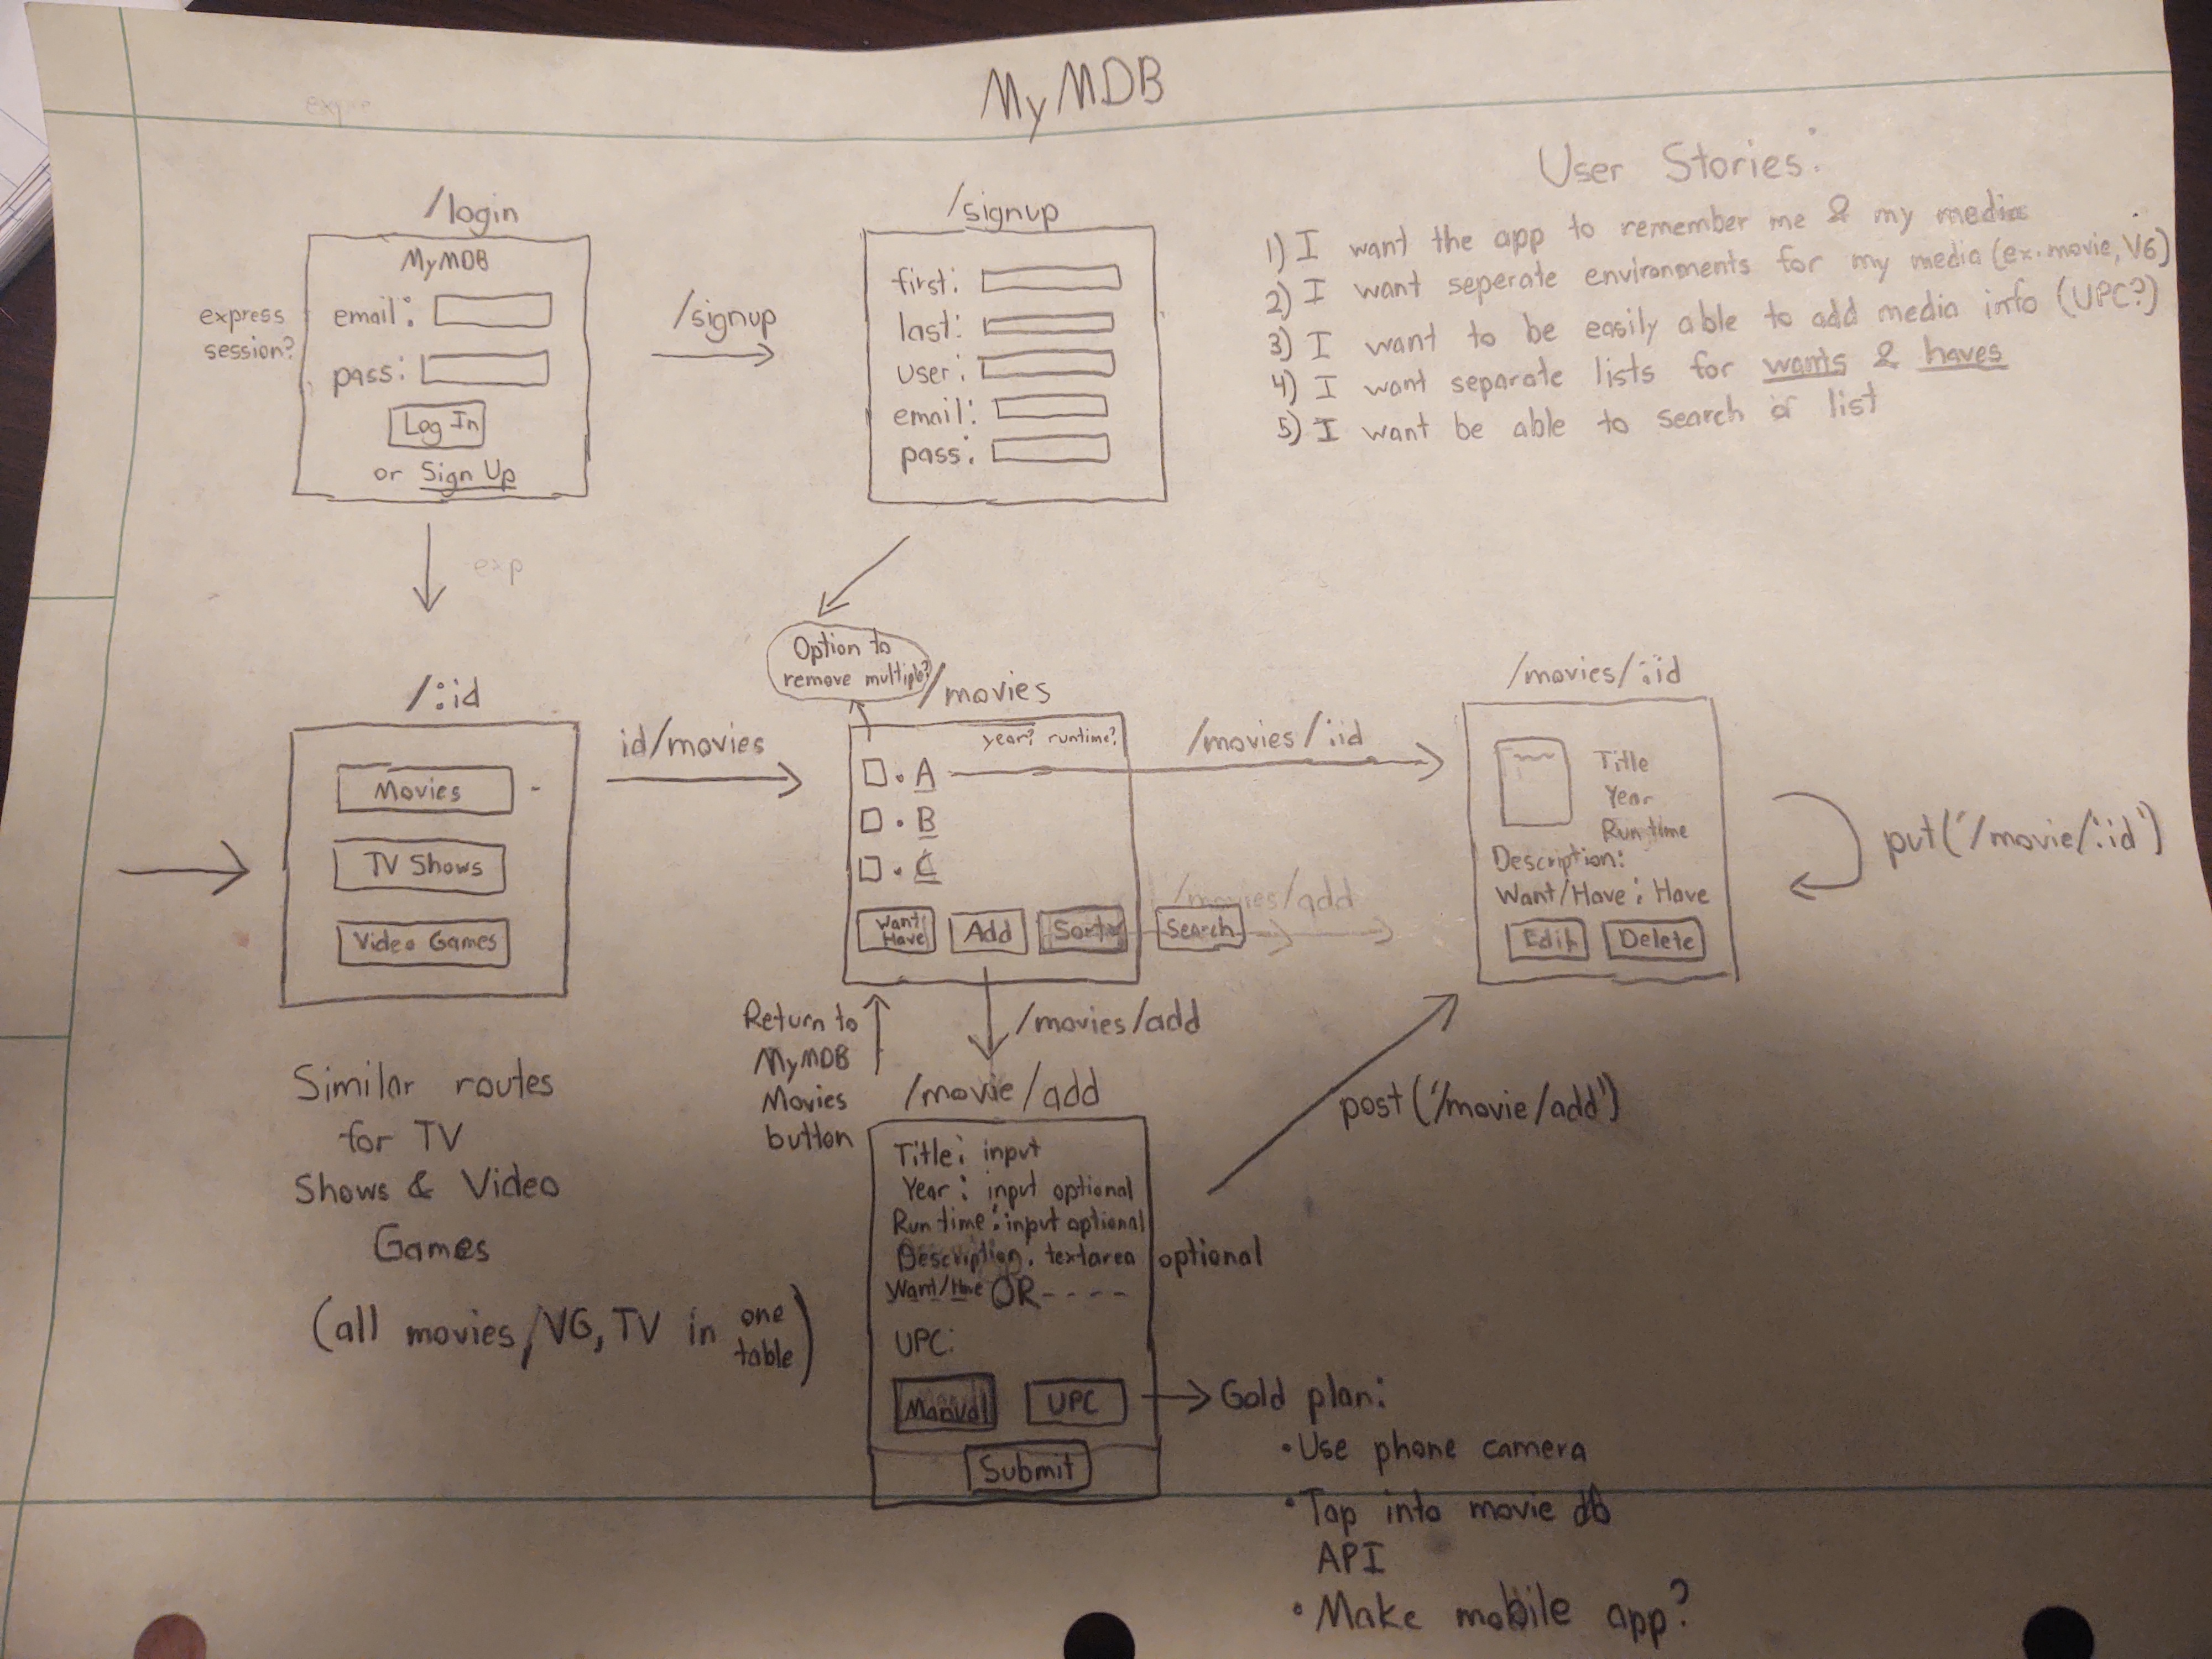 MyMDB
User Stories:
1) I want the app to remember me & my media
2) I want seperate environments for my media (ex. movie, VG)
3) I want to be easily able to add media info (UPC?)
4) I want separate lists for wants & haves
5) I want be able to search a list
/login
MyMDB
email:
pass:
Log In
or Sign Up
express
session?
/signup
/signup
first:
last:
user:
email:
pass:
exp
/:id
Movies
TV Shows
Video Games
id/movies
Option to
remove multiple?
/movies
year? runtime?
A
B
C
Want/
Have
Add
Sort
Search
/movies/add
/movies/:id
/movies/:id
Title
Year
Run time
Description:
Want/Have: Have
Edit
Delete
put('/movie/:id')
Return to
MyMDB
Movies
button
/movies/add
/movie/add
Title: input
Year: input optional
Run time: input optional
Description: textarea optional
Want/Have OR ----
UPC:
Manual
UPC
Submit
post('/movie/add')
Similar routes
for TV
Shows & Video
Games
(all movies/VG, TV in one
table)
Gold plan:
• Use phone camera
• Tap into movie db
API
• Make mobile app?